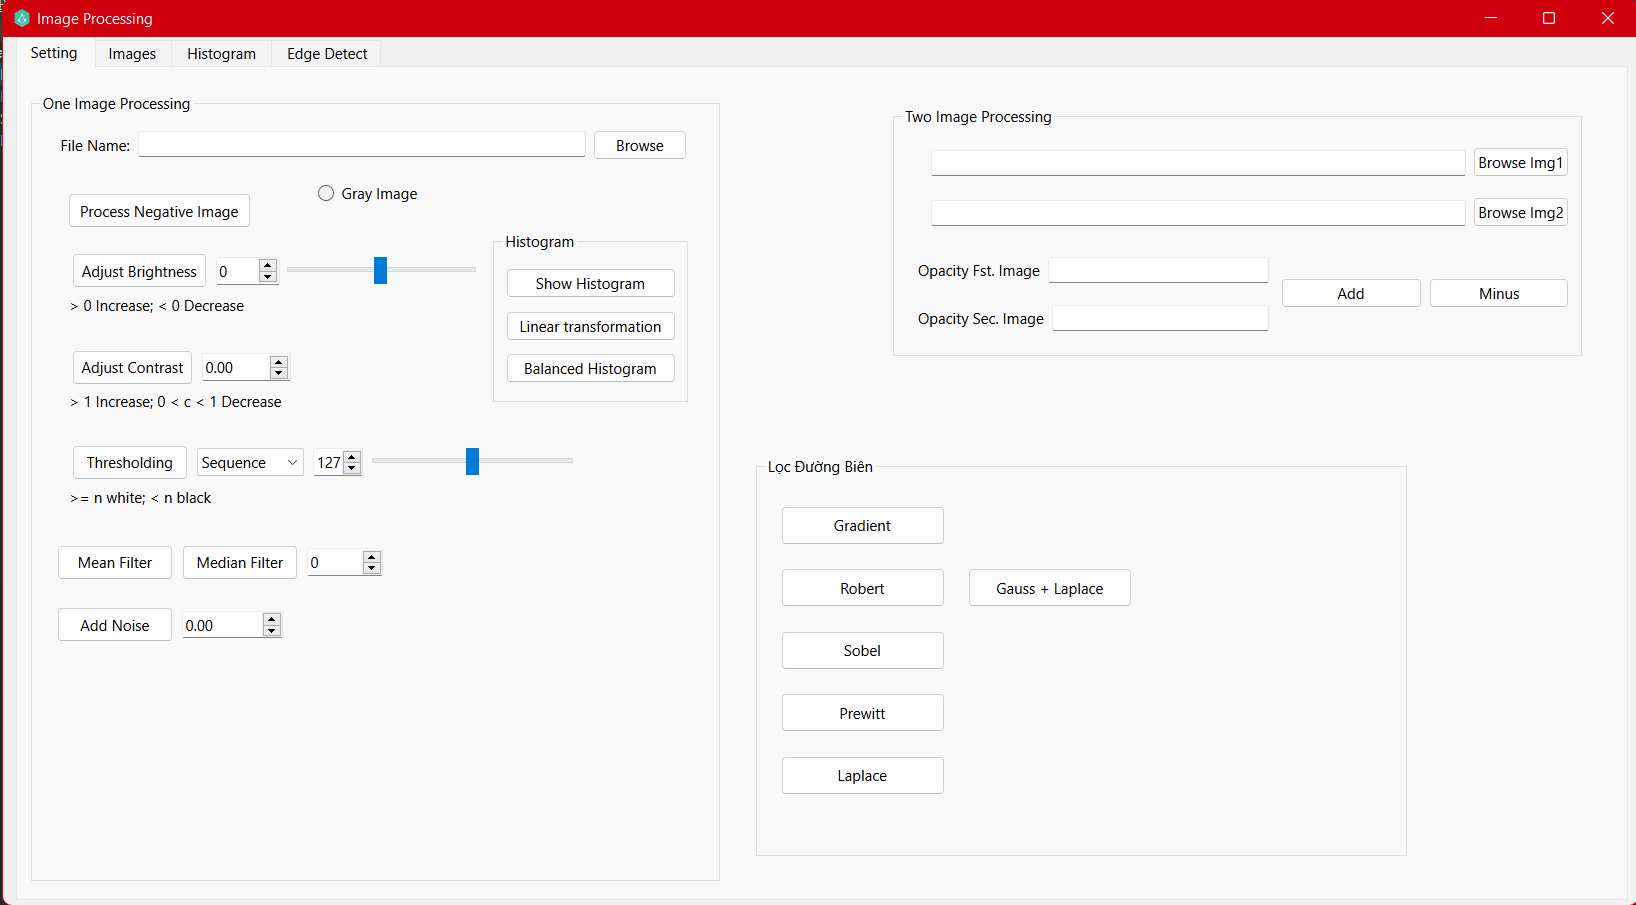 Image Processing
Setting
Images
Histogram
Edge Detect
One Image Processing
File Name:
Browse
Gray Image
Process Negative Image
Adjust Brightness
0
> 0 Increase; < 0 Decrease
Histogram
Show Histogram
Linear transformation
Balanced Histogram
Adjust Contrast
0.00
> 1 Increase; 0 < c < 1 Decrease
Thresholding
Sequence
127
>= n white; < n black
Mean Filter
Median Filter
0
Add Noise
0.00
Two Image Processing
Browse Img1
Browse Img2
Opacity Fst. Image
Opacity Sec. Image
Add
Minus
Lọc Đường Biên
Gradient
Robert
Gauss + Laplace
Sobel
Prewitt
Laplace